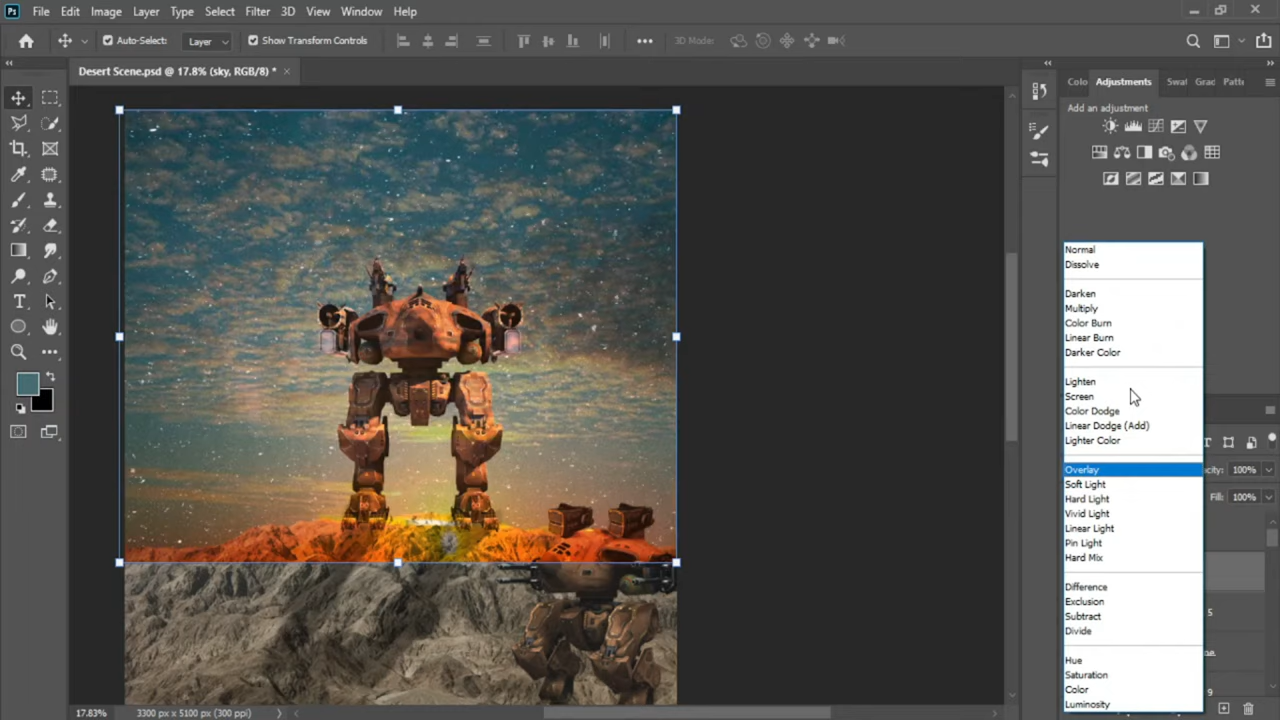 Ps File Edit Image Layer Type Select Filter 3D View Window Help
Auto-Select: Layer Show Transform Controls 3D Mode:
Desert Scene.psd @ 17.8% (sky, RGB/8) *
Colo Adjustments Swat Grac Path
Add an adjustment
Normal
Dissolve
Darken
Multiply
Color Burn
Linear Burn
Darker Color
Lighten
Screen
Color Dodge
Linear Dodge (Add)
Lighter Color
Overlay
acity: 100%
Soft Light
Hard Light
Fill: 100%
Vivid Light
Linear Light
Pin Light
Hard Mix
Difference
Exclusion
Subtract
Divide
Hue
Saturation
Color
Luminosity
17.83% 3300 px x 5100 px (300 ppi)